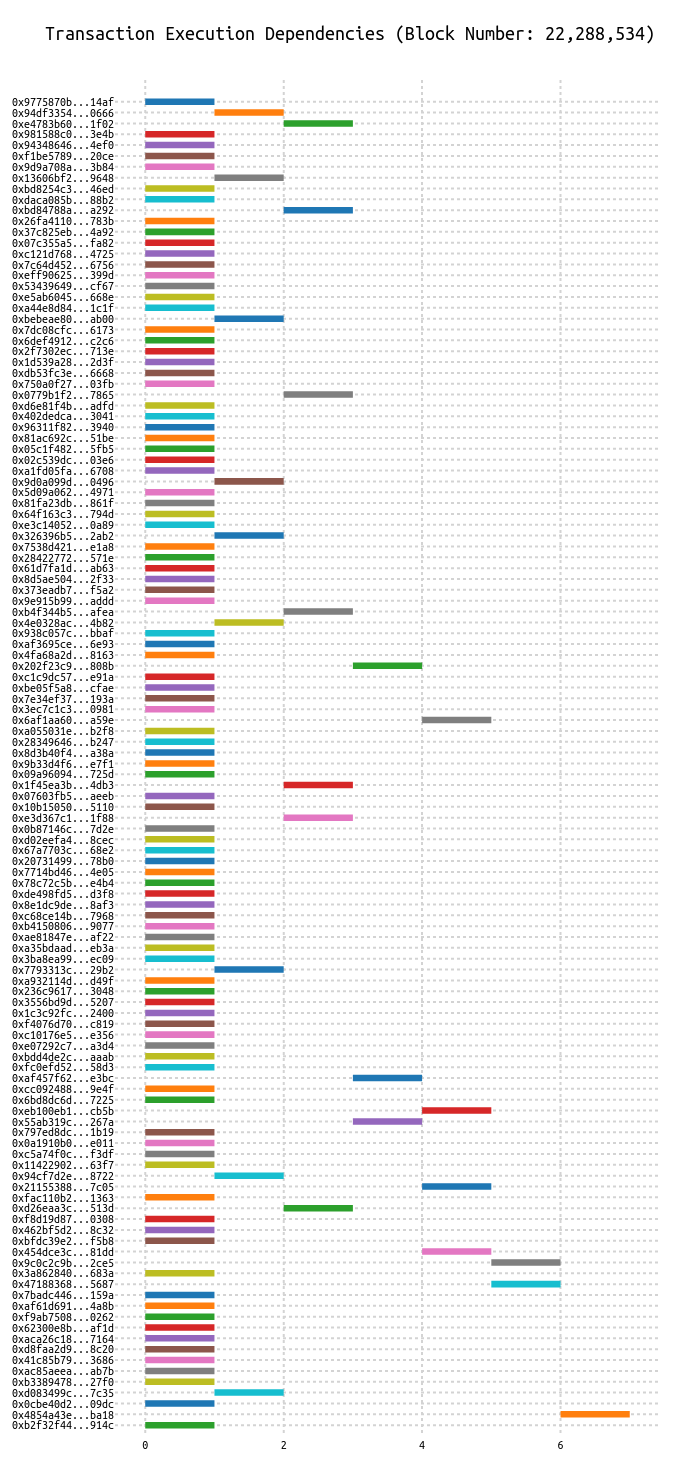 Transaction Execution Dependencies (Block Number: 22,288,534)
0x9775870b...14af
0x94df3354...0666
0xe4783b60...1f02
0x981588c0...3e4b
0x94348646...4ef0
0xf1be5789...20ce
0x9d9a708a...3b84
0x13606bf2...9648
0xbd8254c3...46ed
0xdaca085b...88b2
0xbd84788a...a292
0x26fa4110...783b
0x37c825eb...4a92
0x07c355a5...fa82
0xc121d768...4725
0x7c64d452...6756
0xeff90625...399d
0x53439649...cf67
0xe5ab6045...668e
0xa44e8d84...1c1f
0xbebeae80...ab00
0x7dc08cfc...6173
0x6def4912...c2c6
0x2f7302ec...713e
0x1d539a28...2d3f
0xdb53fc3e...6668
0x750a0f27...03fb
0x0779b1f2...7865
0xd6e81f4b...adfd
0x402dedca...3041
0x96311f82...3940
0x81ac692c...51be
0x05c1f482...5fb5
0x02c539dc...03e6
0xa1fd05fa...6708
0x9d0a099d...0496
0x5d09a062...4971
0x81fa23db...861f
0x64f163c3...794d
0xe3c14052...0a89
0x326396b5...2ab2
0x7538d421...e1a8
0x28422772...571e
0x61d7fa1d...ab63
0x8d5ae504...2f33
0x373eadb7...f5a2
0x9e915b99...addd
0xb4f344b5...afea
0x4e0328ac...4b82
0x938c057c...bbaf
0xaf3695ce...6e93
0x4fa68a2d...8163
0x202f23c9...808b
0xc1c9dc57...e91a
0xbe05f5a8...cfae
0x7e34ef37...193a
0x3ec7c1c3...0981
0x6af1aa60...a59e
0xa055031e...b2f8
0x28349646...b247
0x8d3b40f4...a38a
0x9b33d4f6...e7f1
0x09a96094...725d
0x1f45ea3b...4db3
0x07603fb5...aeeb
0x10b15050...5110
0xe3d367c1...1f88
0x0b87146c...7d2e
0xd02eefa4...8cec
0x67a7703c...68e2
0x20731499...78b0
0x7714bd46...4e05
0x78c72c5b...e4b4
0xde498fd5...d3f8
0x8e1dc9de...8af3
0xc68ce14b...7968
0xb4150806...9077
0xae81847e...af22
0xa35bdaad...eb3a
0x3ba8ea99...ec09
0x7793313c...29b2
0xa932114d...d49f
0x236c9617...3048
0x3556bd9d...5207
0x1c3c92fc...2400
0xf4076d70...c819
0xc10176e5...e356
0xe07292c7...a3d4
0xbdd4de2c...aaab
0xfc0efd52...58d3
0xaf457f62...e3bc
0xcc092488...9e4f
0x6bd8dc6d...7225
0xeb100eb1...cb5b
0x55ab319c...267a
0x797ed8dc...1b19
0x0a1910b0...e011
0xc5a74f0c...f3df
0x11422902...63f7
0x94cf7d2e...8722
0x21155388...7c05
0xfac110b2...1363
0xd26eaa3c...513d
0xf8d19d87...0308
0x462bf5d2...8c32
0xbfdc39e2...f5b8
0x454dce3c...81dd
0x9c0c2c9b...2ce5
0x3a862840...683a
0x47188368...5687
0x7badc446...159a
0xaf61d691...4a8b
0xf9ab7508...0262
0x62300e8b...af1d
0xaca26c18...7164
0xd8faa2d9...8c20
0x41c85b79...3686
0xac85aeea...ab7b
0xb3389478...27f0
0xd083499c...7c35
0x0cbe40d2...09dc
0x4854a43e...ba18
0xb2f32f44...914c
0 2 4 6